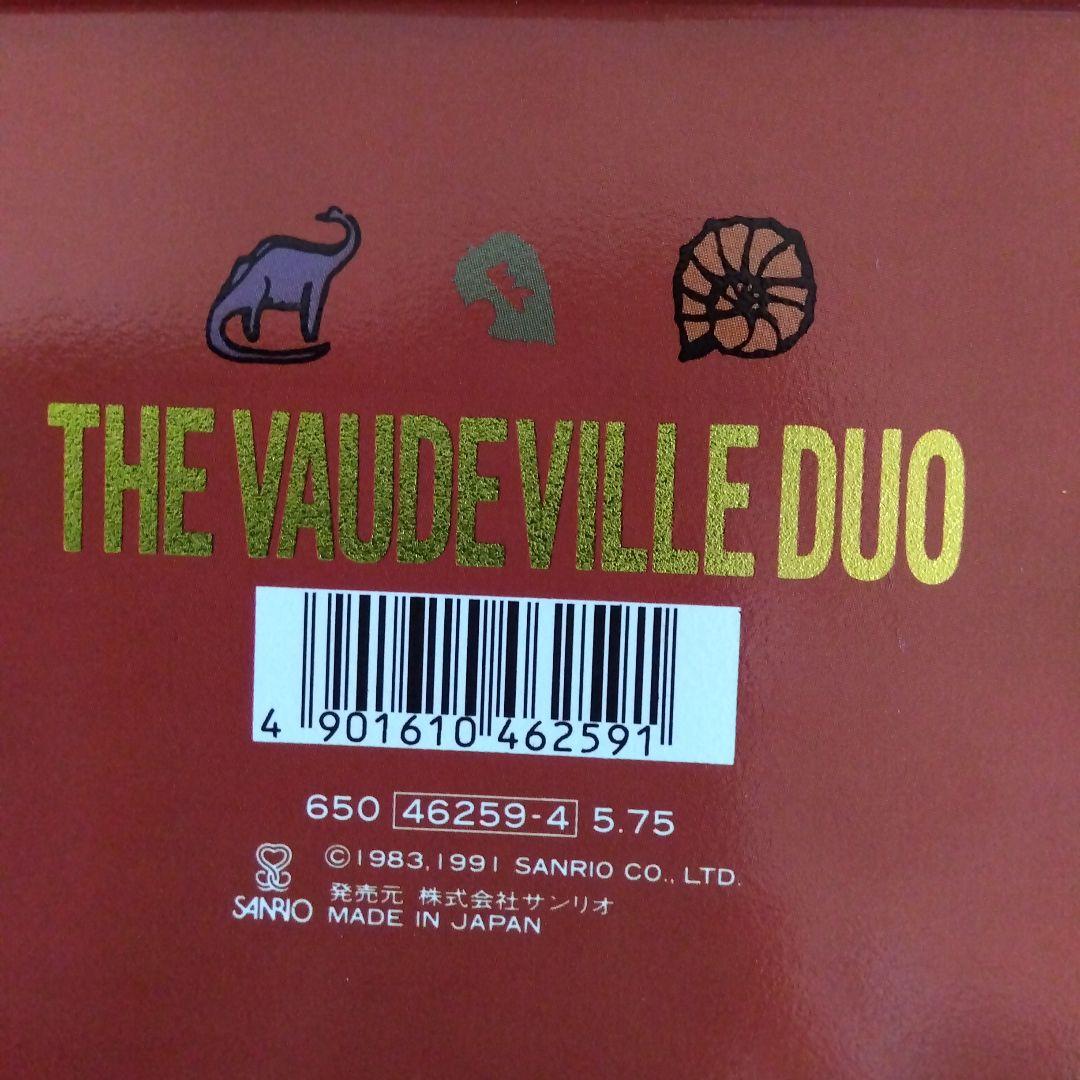 THE VAUDEVILLE DUO
4 901610 462591
650 46259-4 5.75
©1983,1991 SANRIO CO., LTD.
発売元 株式会社サンリオ
SANRIO MADE IN JAPAN